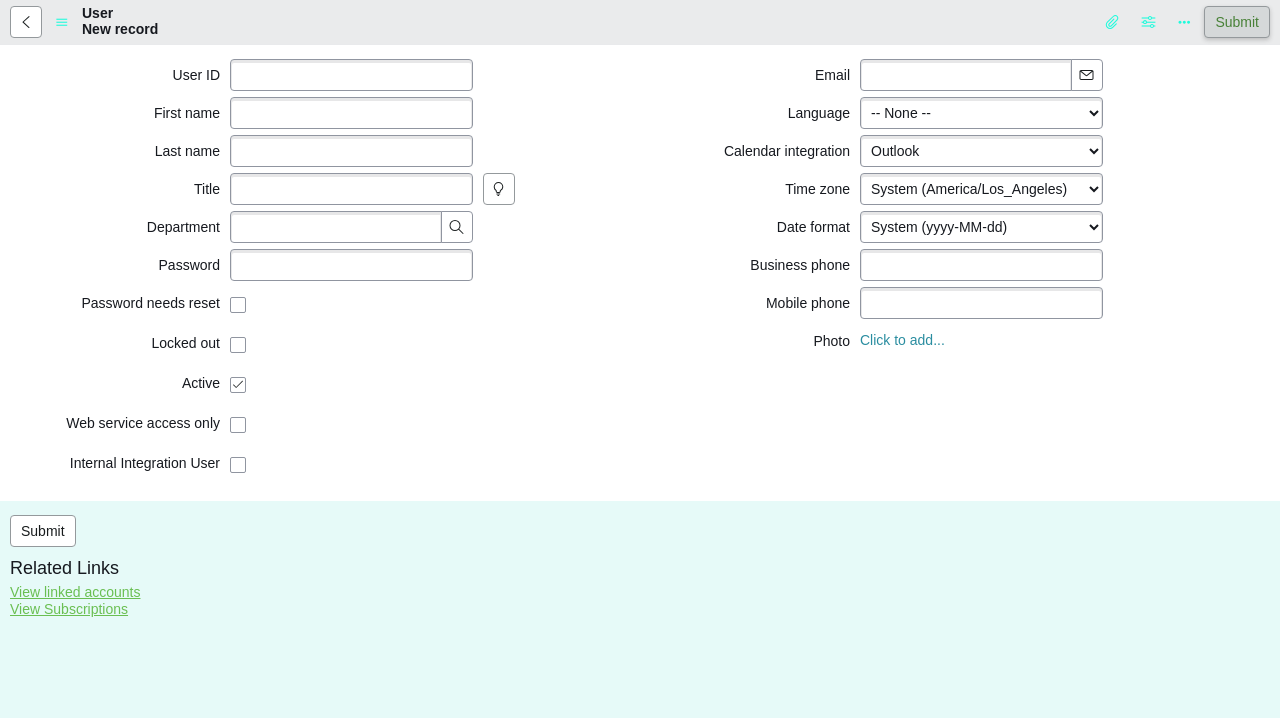 User
New record
Submit
User ID
First name
Last name
Title
Department
Password
Password needs reset
Locked out
Active
Web service access only
Internal Integration User
Email
Language
-- None --
Calendar integration
Outlook
Time zone
System (America/Los_Angeles)
Date format
System (yyyy-MM-dd)
Business phone
Mobile phone
Photo
Click to add...
Submit
Related Links
View linked accounts
View Subscriptions